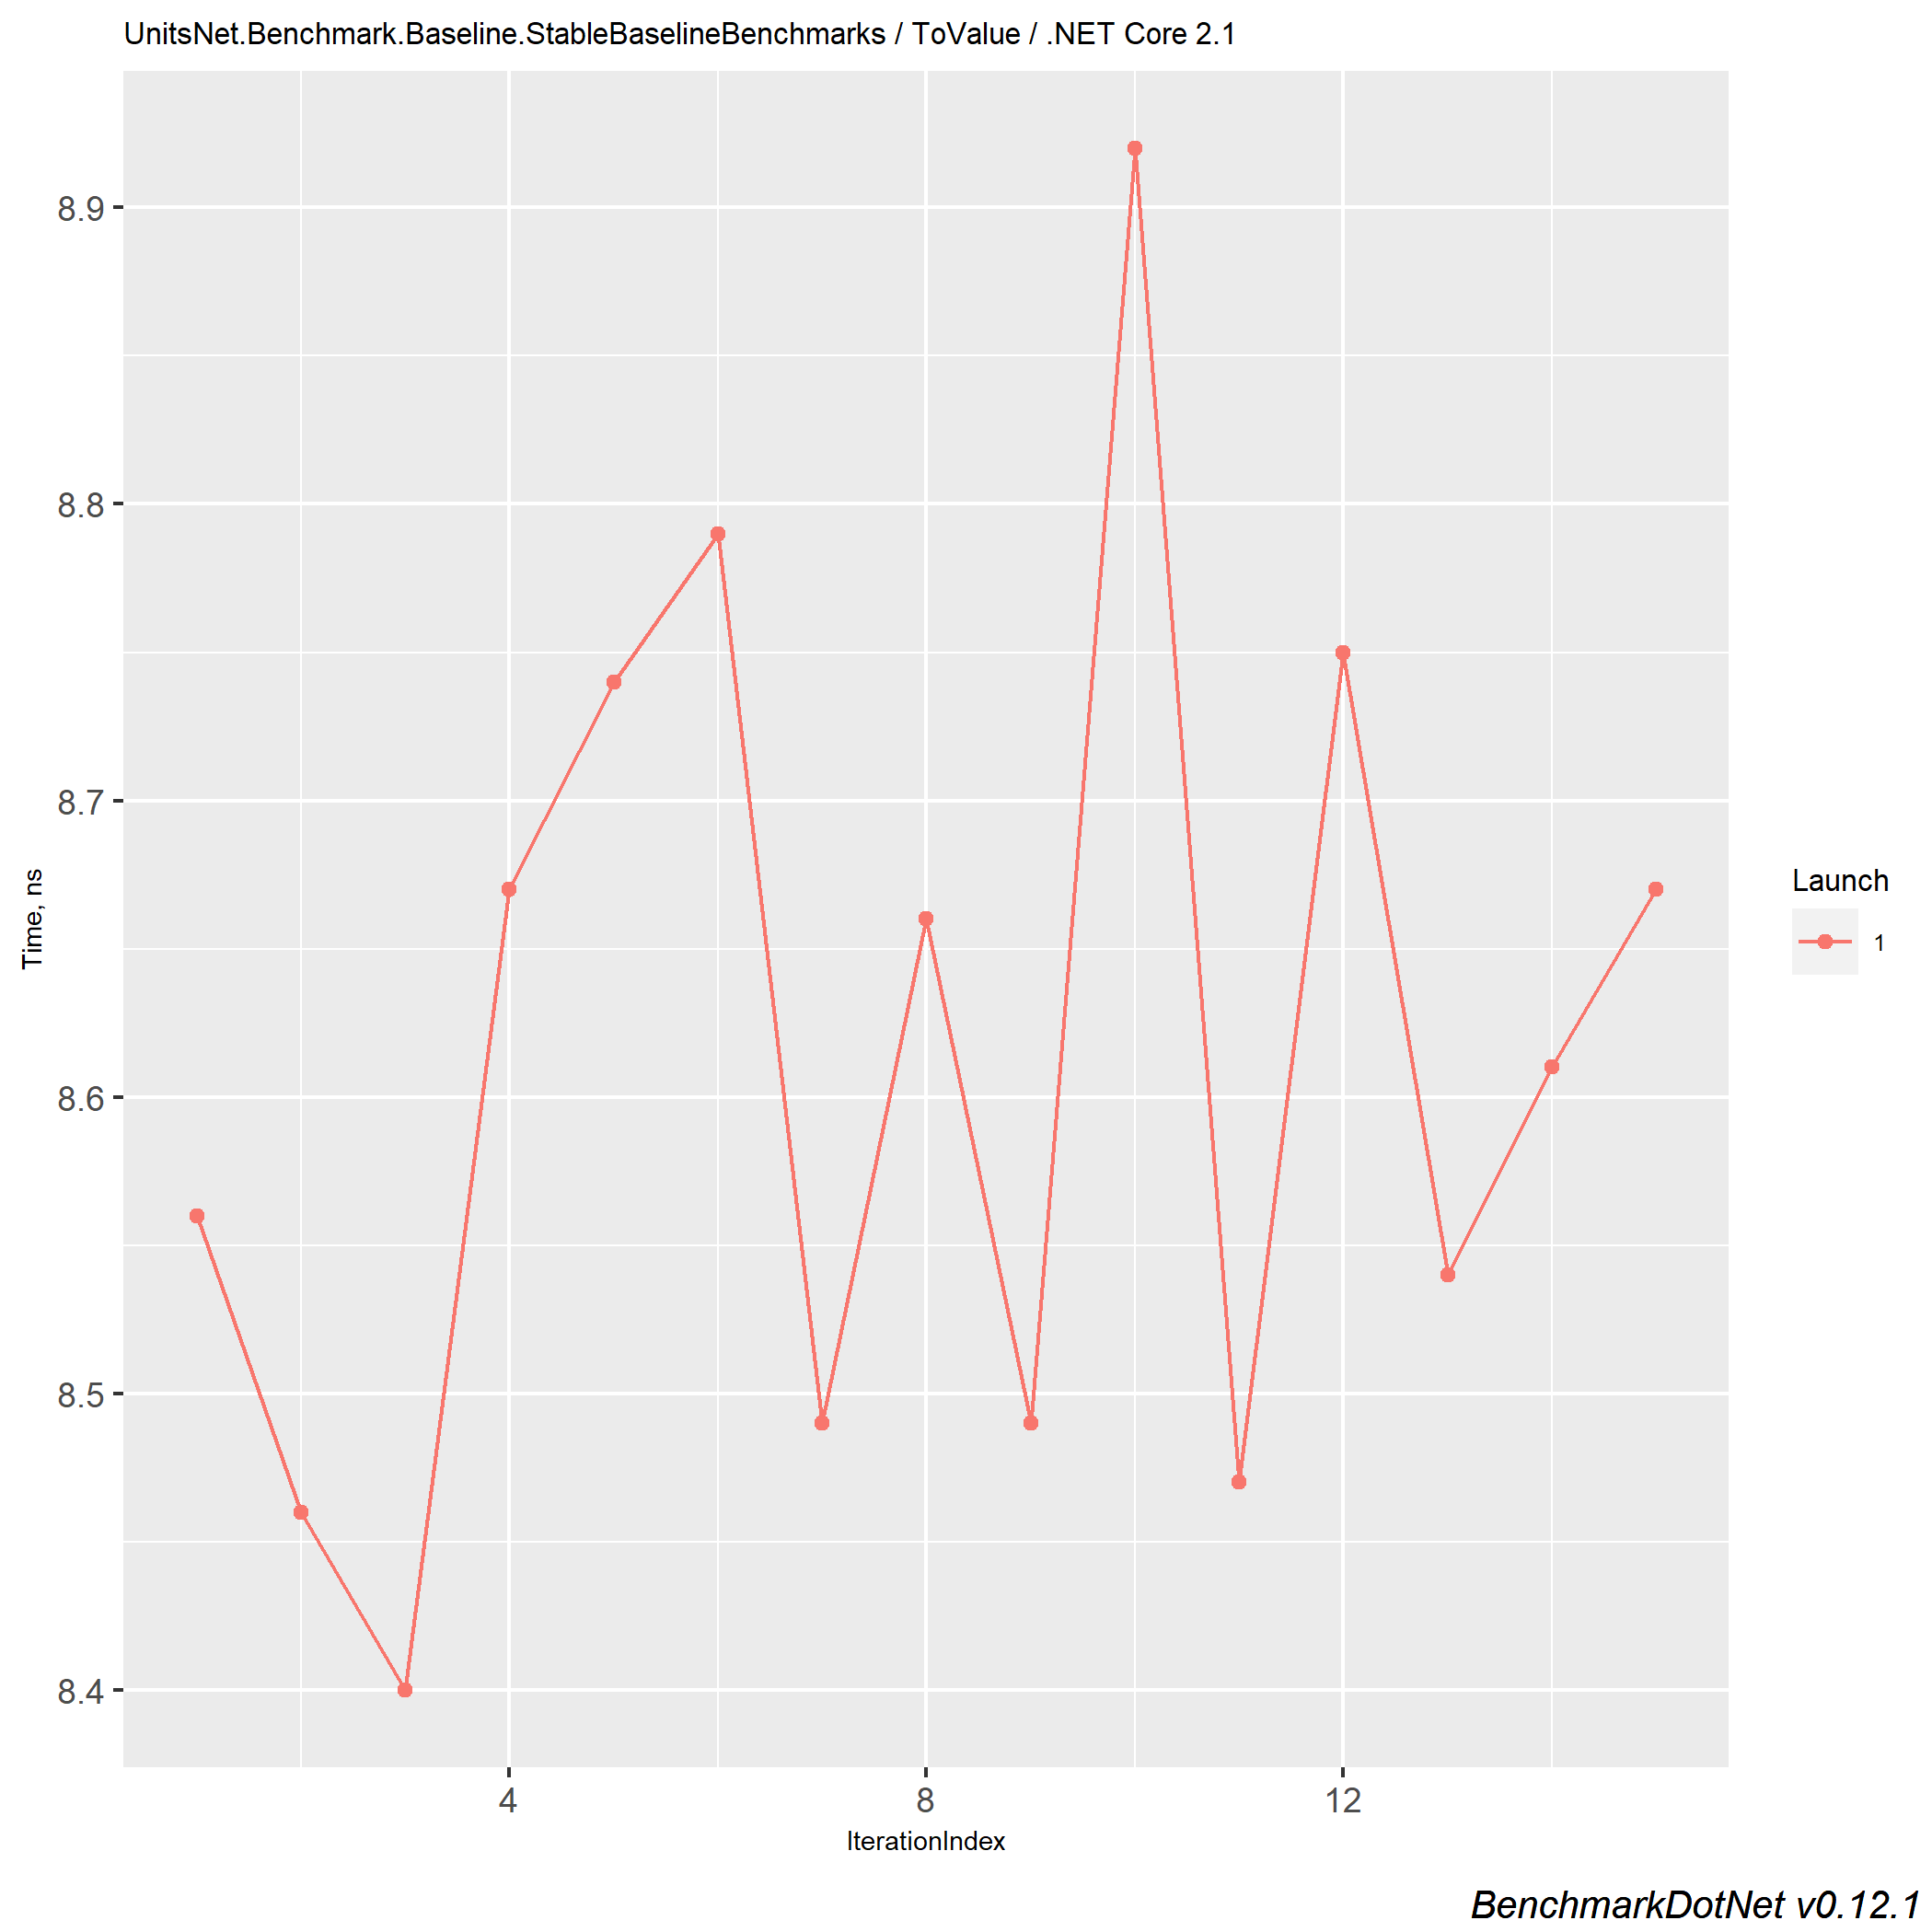 UnitsNet.Benchmark.Baseline.StableBaselineBenchmarks / ToValue / .NET Core 2.1
8.9
8.8
8.7
8.6
8.5
8.4
Time, ns
4 8 12
IterationIndex
Launch
1
BenchmarkDotNet v0.12.1